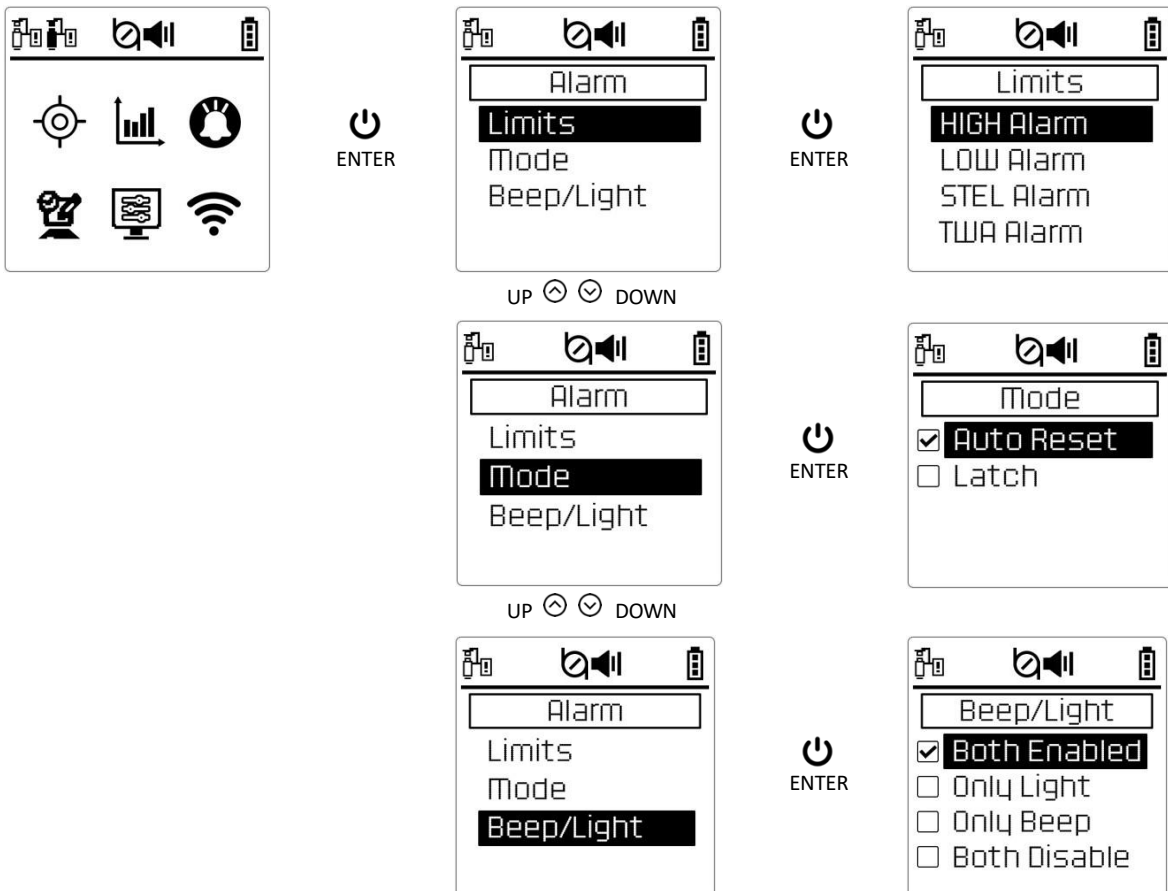 ENTER
Alarm
Limits
Mode
Beep/Light
ENTER
Limits
HIGH Alarm
LOW Alarm
STEL Alarm
TWA Alarm
UP DOWN
Alarm
Limits
Mode
Beep/Light
ENTER
Mode
Auto Reset
Latch
UP DOWN
Alarm
Limits
Mode
Beep/Light
ENTER
Beep/Light
Both Enabled
Only Light
Only Beep
Both Disable